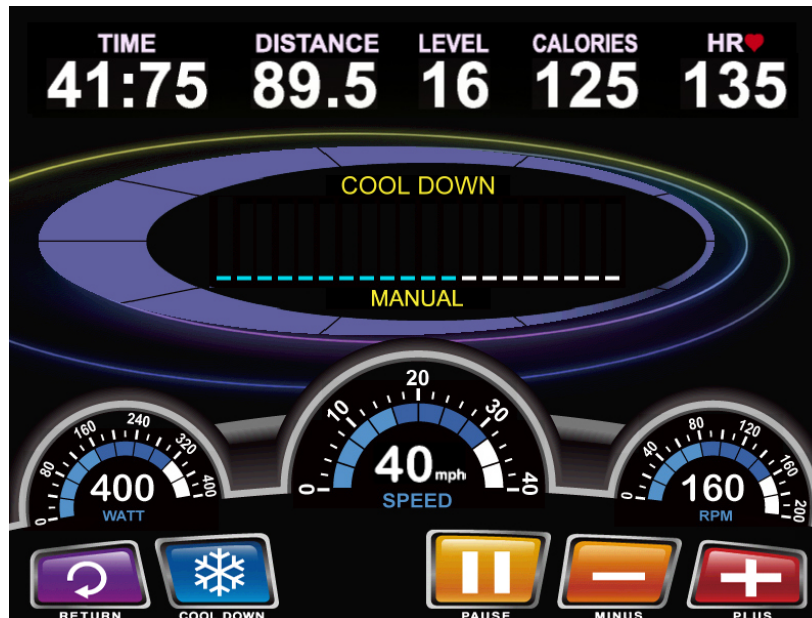 TIME DISTANCE LEVEL CALORIES HR
41:75 89.5 16 125 135
COOL DOWN
MANUAL
0 80 160 240 320 400
400
WATT
0 10 20 30 40
40 mph
SPEED
0 40 80 120 160 200
160
RPM
RETURN COOL DOWN PAUSE MINUS PLUS